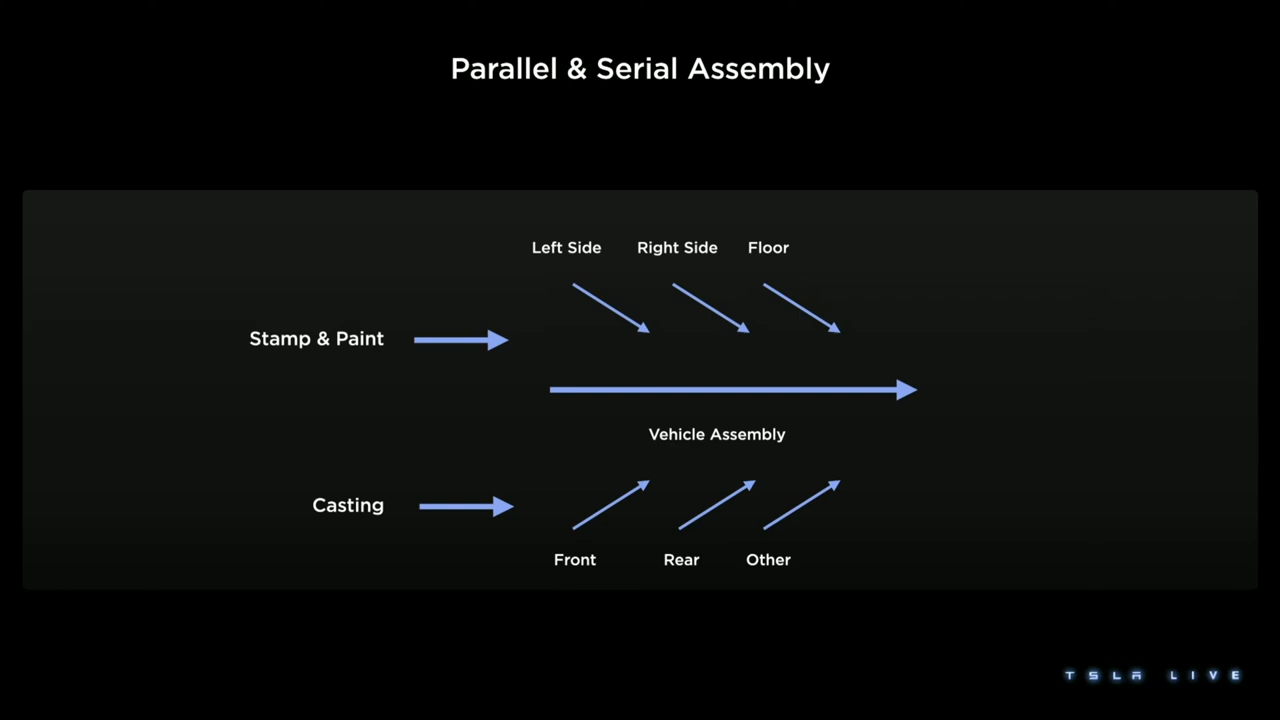 Parallel & Serial Assembly
Left Side
Right Side
Floor
Stamp & Paint
Vehicle Assembly
Casting
Front
Rear
Other
TSLA LIVE